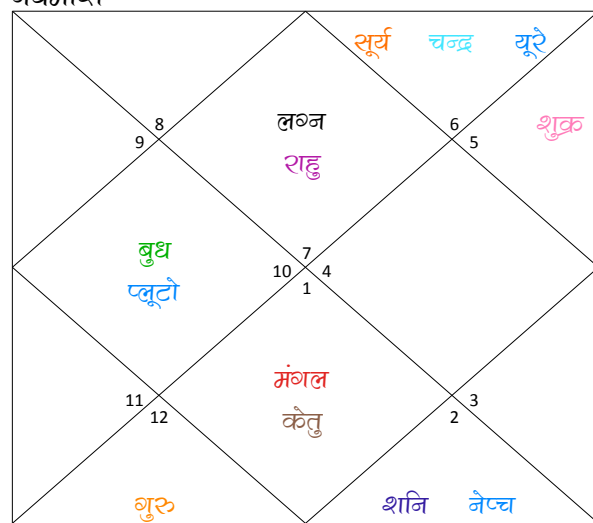 सूर्य चन्द्र यूरे
8 लग्न 6
9 5 शुक्र
राहु
बुध 7
10 4
प्लूटो 1
मंगल
11 3
12 केतु 2
गुरु शनि नेप्च